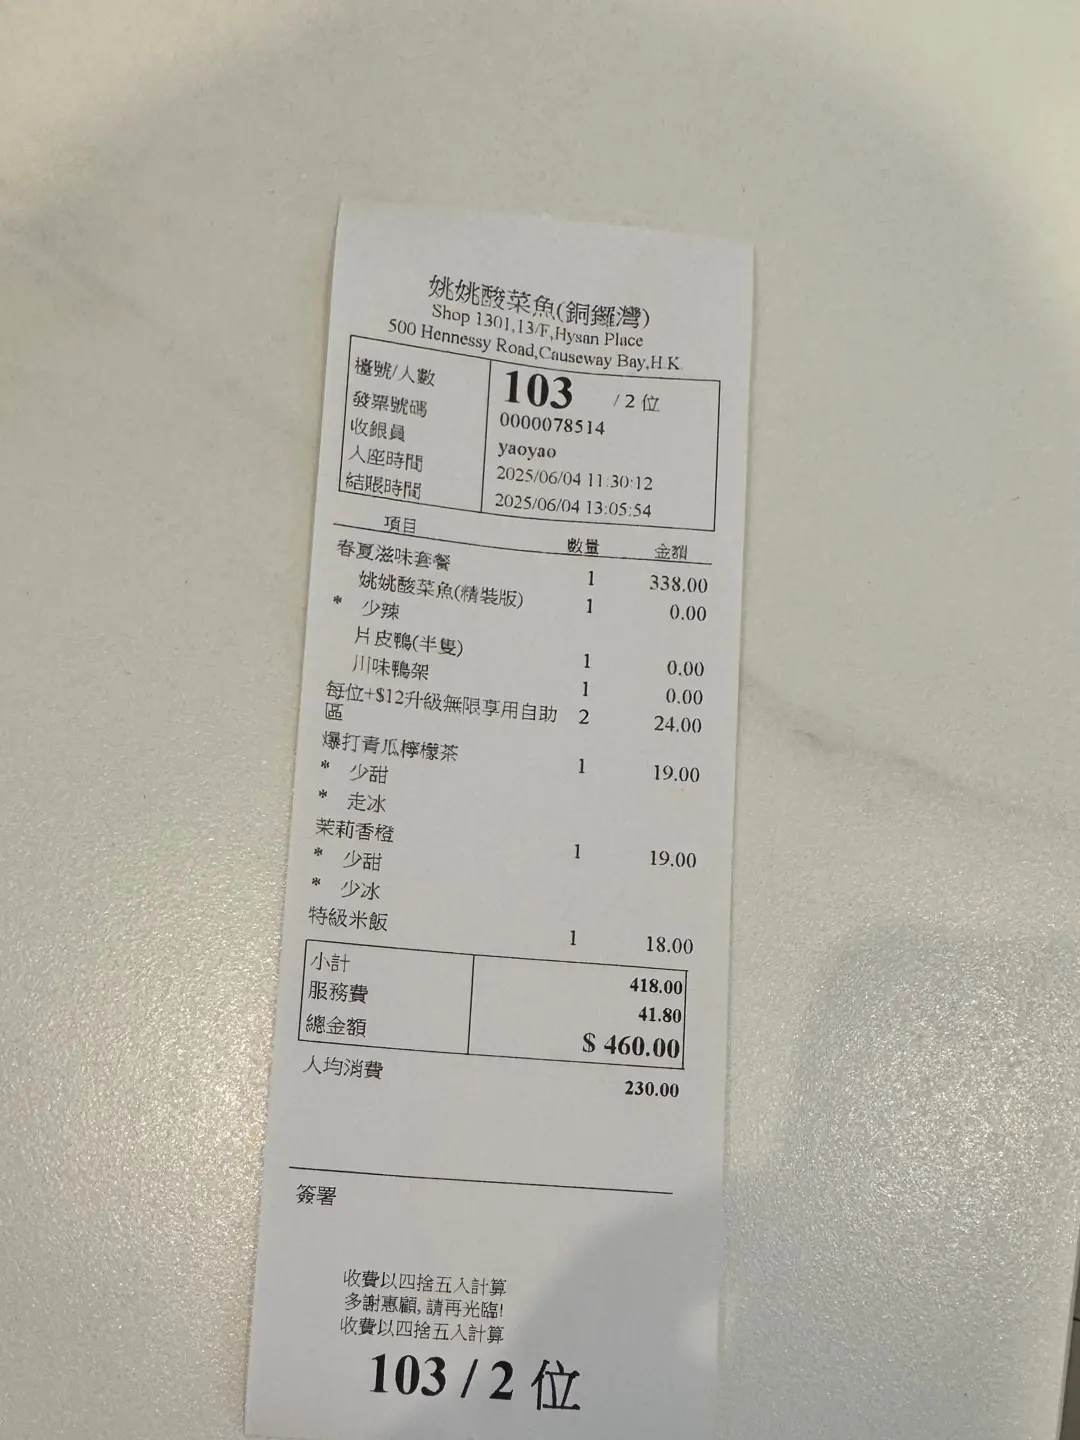 姚姚酸菜魚(銅鑼灣)
Shop 1301,13/F,Hysan Place
500 Hennessy Road,Causeway Bay,H.K.
檯號/人數 103 / 2 位
發票號碼 0000078514
收銀員 yaoyao
入座時間 2025/06/04 11:30:12
結賬時間 2025/06/04 13:05:54
項目 數量 金額
春夏滋味套餐 1 338.00
姚姚酸菜魚(精裝版) 1 0.00
* 少辣
片皮鴨(半隻) 1 0.00
川味鴨架 1 0.00
每位+$12升級無限享用自助 2 24.00
區
爆打青瓜檸檬茶 1 19.00
* 少甜
* 走冰
茉莉香橙 1 19.00
* 少甜
* 少冰
特級米飯 1 18.00
小計 418.00
服務費 41.80
總金額 $ 460.00
人均消費 230.00
簽署
收費以四捨五入計算
多謝惠顧, 請再光臨!
收費以四捨五入計算
103 / 2 位